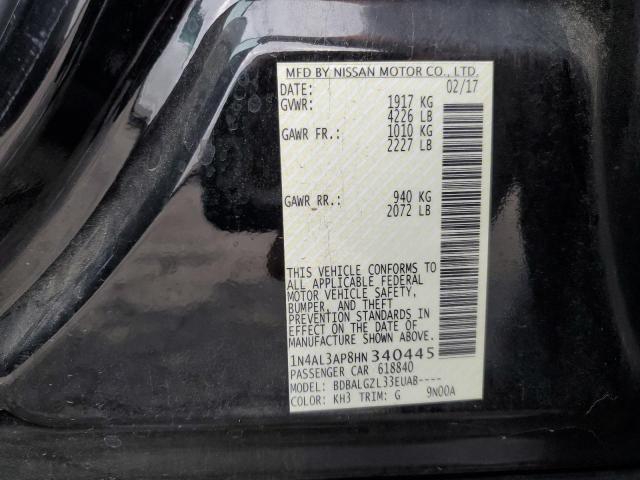 MFD BY NISSAN MOTOR CO., LTD.
DATE: 02/17
GVWR: 1917 KG
4226 LB
GAWR FR.: 1010 KG
2227 LB
GAWR RR.: 940 KG
2072 LB
THIS VEHICLE CONFORMS TO
ALL APPLICABLE FEDERAL
MOTOR VEHICLE SAFETY,
BUMPER, AND THEFT
PREVENTION STANDARDS IN
EFFECT ON THE DATE OF
MANUFACTURE SHOWN ABOVE.
1N4AL3AP8HN 340445
PASSENGER CAR 618840
MODEL: BDBALGZL33EUAB----
COLOR: KH3 TRIM: G 9N00A